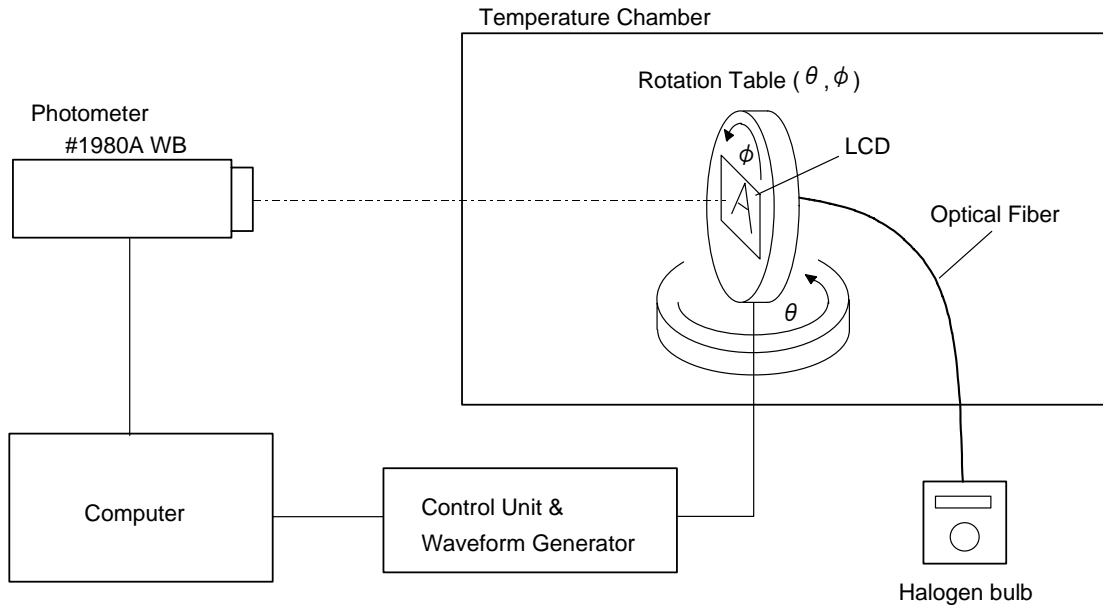 Temperature Chamber
Rotation Table ( θ , φ )
Photometer
#1980A WB
φ
LCD
A
Optical Fiber
θ
Computer
Control Unit &
Waveform Generator
Halogen bulb